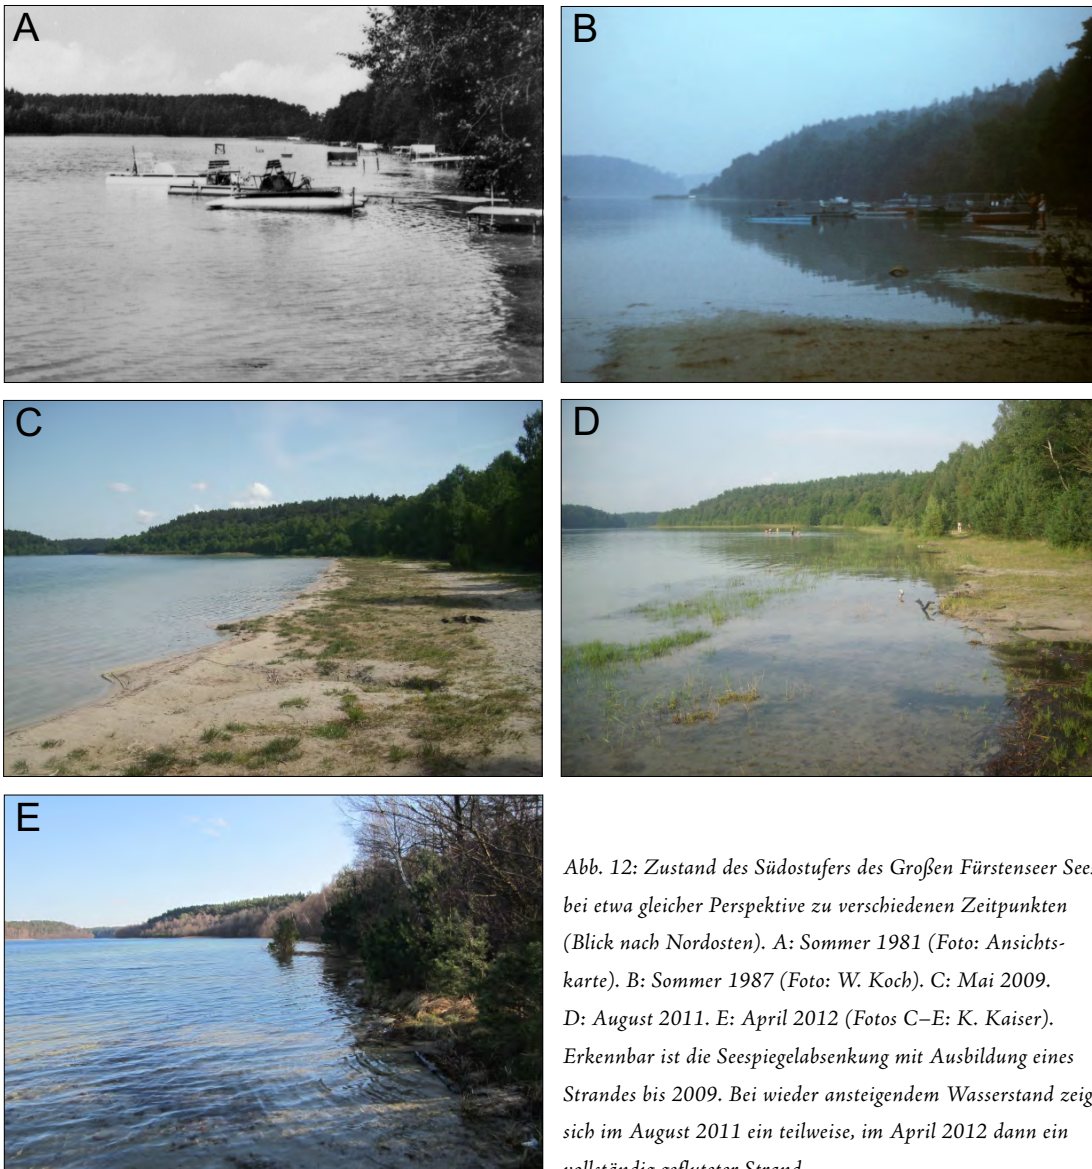 A
B
C
D
E
Abb. 12: Zustand des Südostufers des Großen Fürstenseer
bei etwa gleicher Perspektive zu verschiedenen Zeitpunkten
(Blick nach Nordosten). A: Sommer 1981 (Foto: Ansichts-
karte). B: Sommer 1987 (Foto: W. Koch). C: Mai 2009.
D: August 2011. E: April 2012 (Fotos C–E: K. Kaiser).
Erkennbar ist die Seespiegelabsenkung mit Ausbildung eines
Strandes bis 2009. Bei wieder ansteigendem Wasserstand
sich im August 2011 ein teilweise, im April 2012 dann ein
vollständig gefluteter Strand